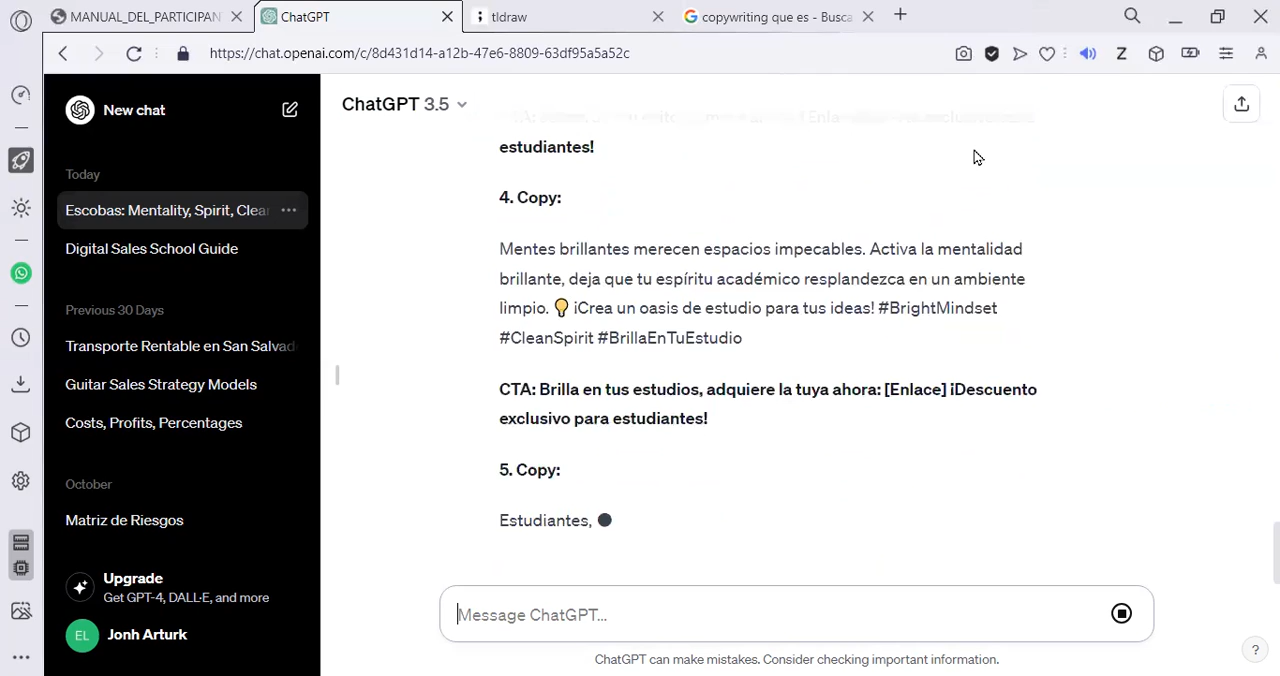 MANUAL_DEL_PARTICIPAN
ChatGPT
tldraw
copywriting que es - Busca
https://chat.openai.com/c/8d431d14-a12b-47e6-8809-63df95a5a52c
New chat
Today
Escobas: Mentality, Spirit, Clea
Digital Sales School Guide
Previous 30 Days
Transporte Rentable en San Salvad
Guitar Sales Strategy Models
Costs, Profits, Percentages
October
Matriz de Riesgos
Upgrade
Get GPT-4, DALL·E, and more
EL
Jonh Arturk
ChatGPT 3.5
estudiantes!
4. Copy:
Mentes brillantes merecen espacios impecables. Activa la mentalidad
brillante, deja que tu espíritu académico resplandezca en un ambiente
limpio. 💡 ¡Crea un oasis de estudio para tus ideas! #BrightMindset
#CleanSpirit #BrillaEnTuEstudio
CTA: Brilla en tus estudios, adquiere la tuya ahora: [Enlace] ¡Descuento
exclusivo para estudiantes!
5. Copy:
Estudiantes,
Message ChatGPT...
ChatGPT can make mistakes. Consider checking important information.
?